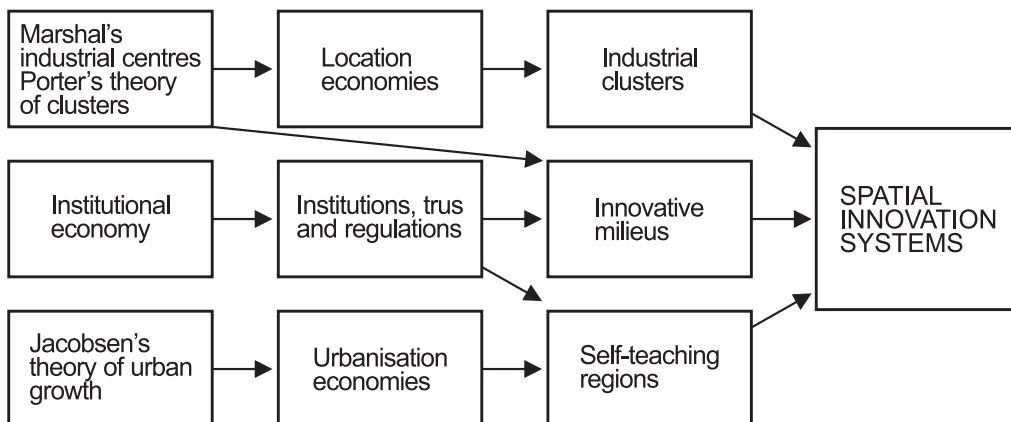 Marshal's
industrial centres
Porter's theory
of clusters
Location
economies
Industrial
clusters
Institutional
economy
Institutions, trus
and regulations
Innovative
milieus
SPATIAL
INNOVATION
SYSTEMS
Jacobsen's
theory of urban
growth
Urbanisation
economies
Self-teaching
regions